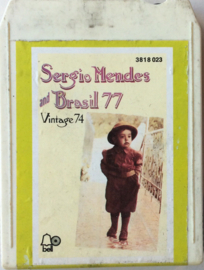 3818 023
Sergio Mendes
and Brasil 77
Vintage 74
bell